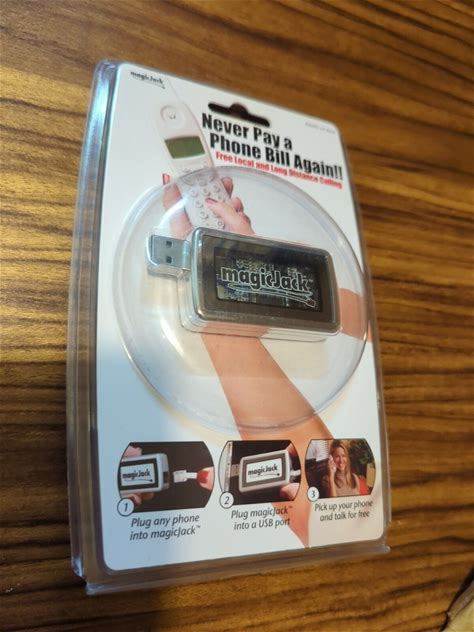 magicJack
Never Pay a
Phone Bill Again!!
Free Local and Long Distance Calling
magicJack™
magicJack
magicJack
1
2
3
Plug any phone
into magicJack™
Plug magicJack™
into a USB port
Pick up your phone
and talk for free